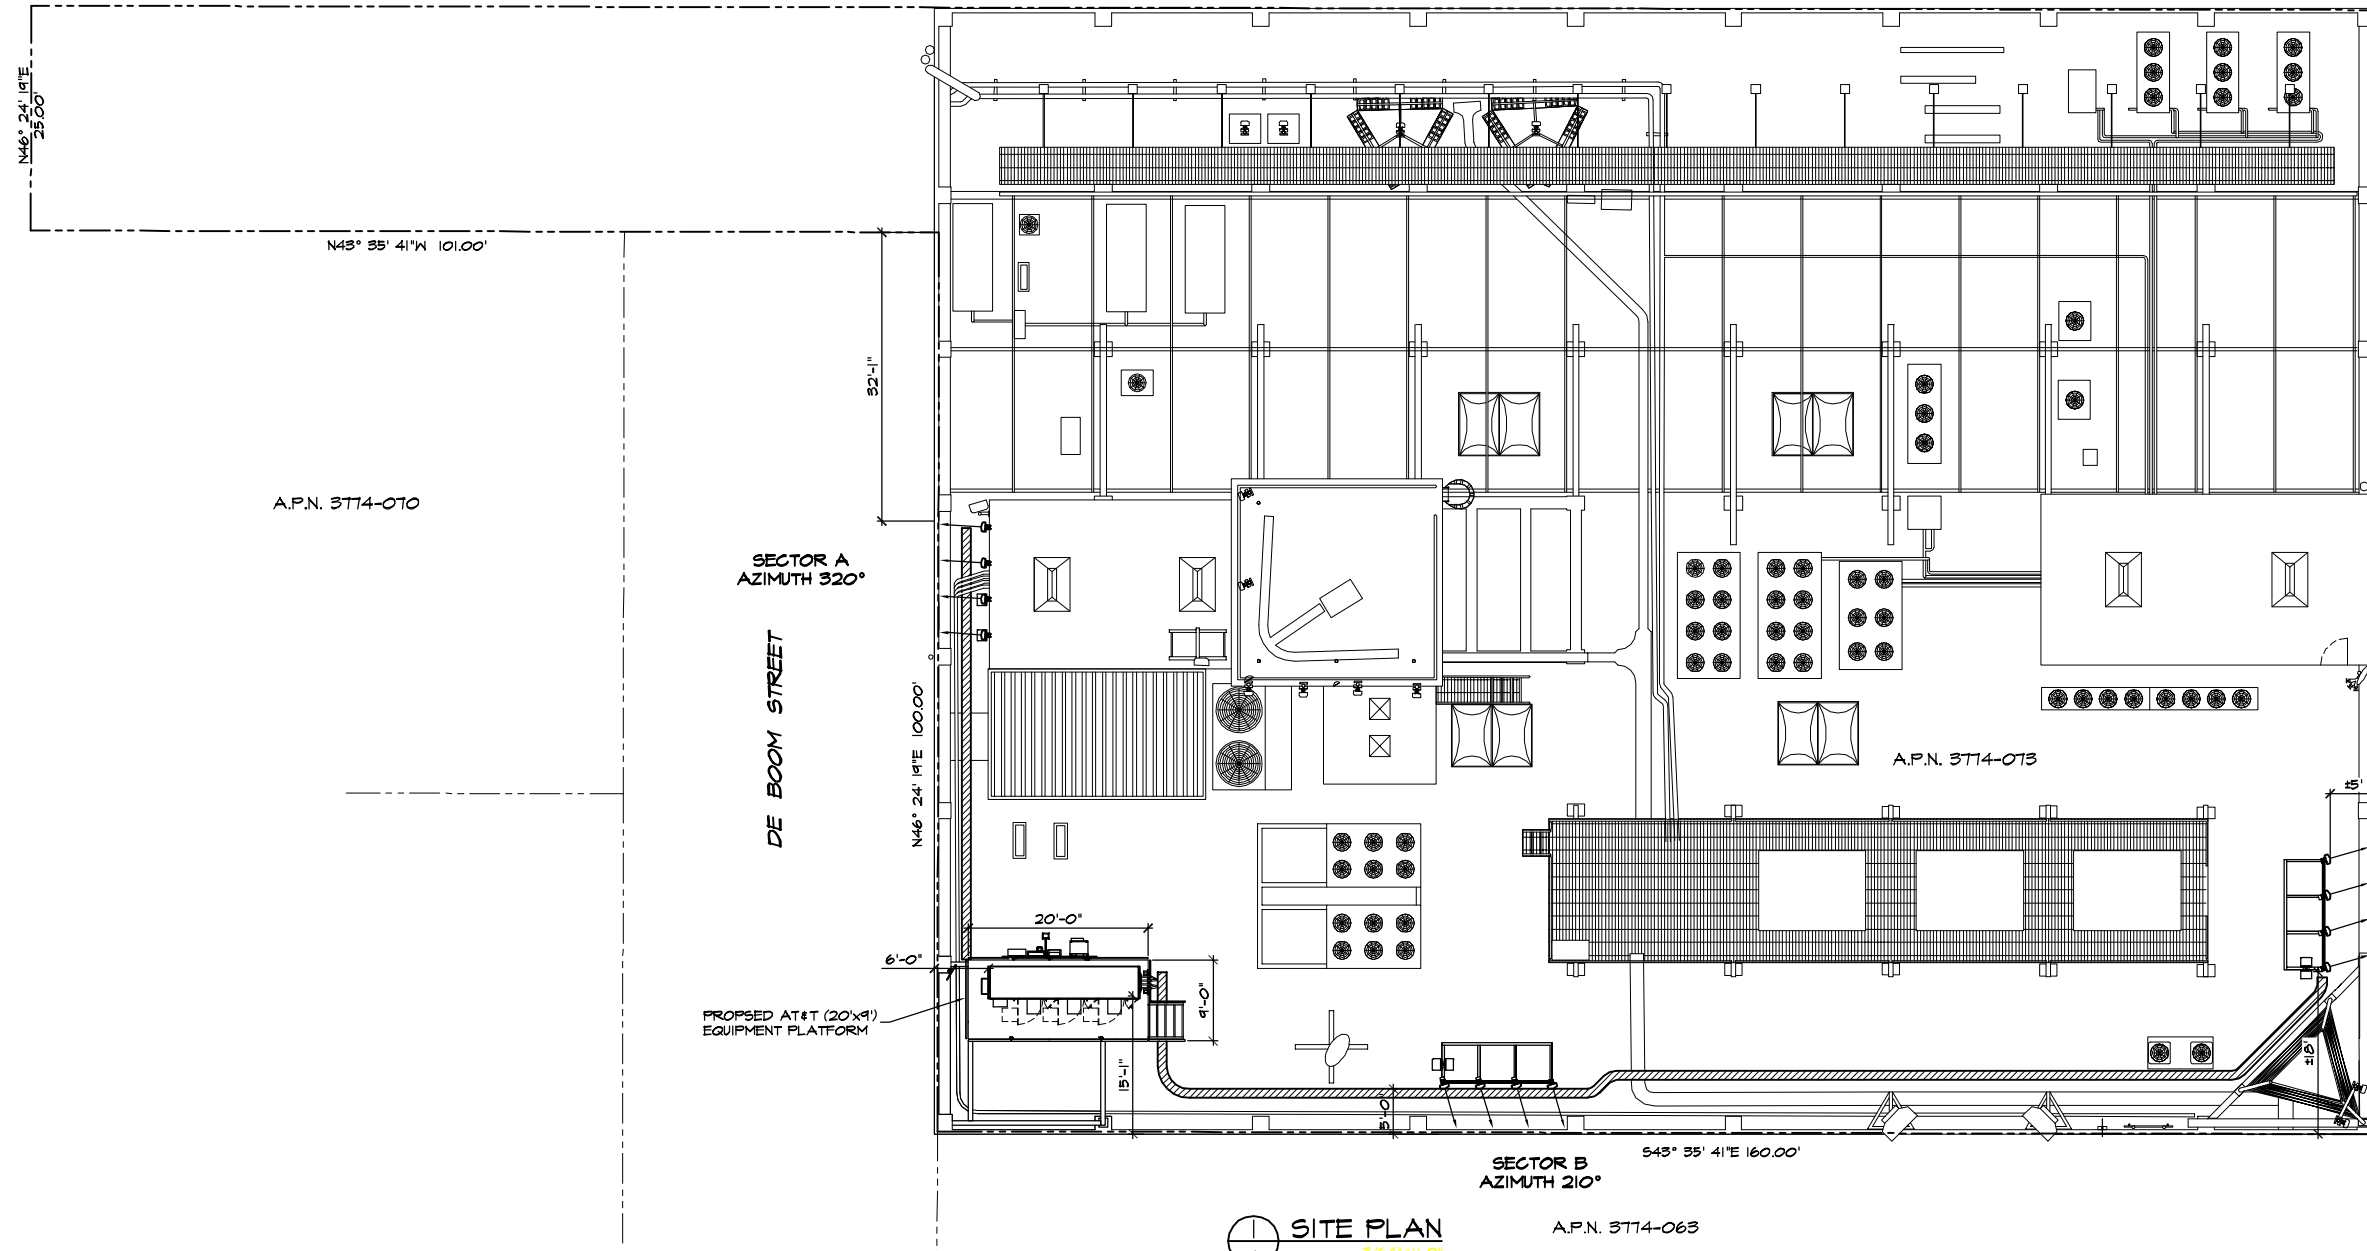 N46° 24' 19"E
25.00'
N43° 35' 41"W 101.00'
32'-1"
A.P.N. 3774-070
SECTOR A
AZIMUTH 320°
DE BOOM STREET
N46° 24' 19"E 100.00'
A.P.N. 3774-073
20'-0"
6'-0"
9'-0"
PROPSED AT&T (20'x9')
EQUIPMENT PLATFORM
15'-1"
±18'
5'-0"
S43° 35' 41"E 160.00'
SECTOR B
AZIMUTH 210°
1
SITE PLAN
A.P.N. 3774-063